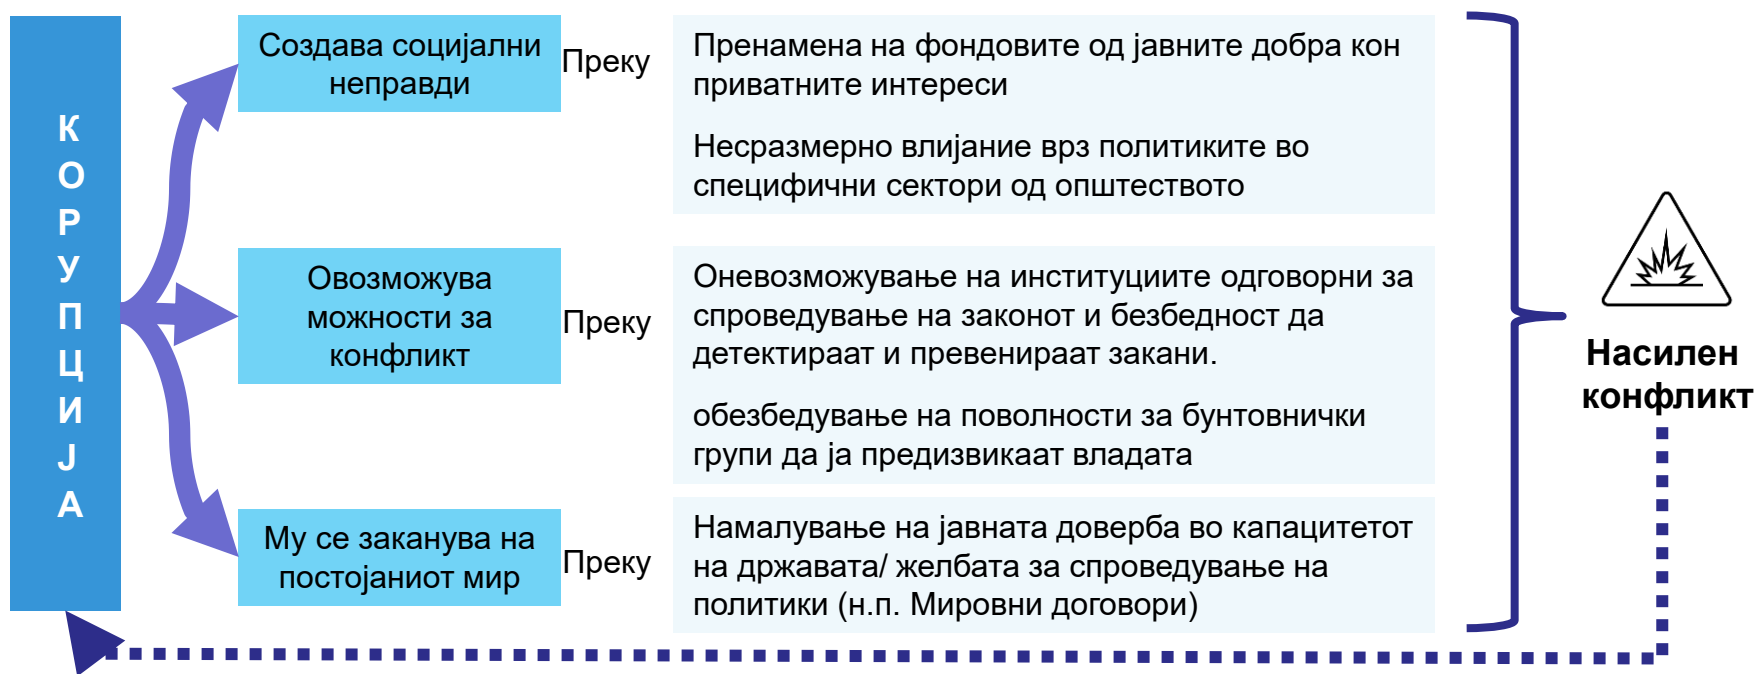 КОРУПЦИЈА
Создава социјални
неправди
Преку
Пренамена на фондовите од јавните добра кон
приватните интереси
Несразмерно влијание врз политиките во
специфични сектори од општеството
Овозможува
можности за
конфликт
Преку
Оневозможување на институциите одговорни за
спроведување на законот и безбедност да
детектираат и превенираат закани.
обезбедување на поволности за бунтовнички
групи да ја предизвикаат владата
Му се заканува на
постојаниот мир
Преку
Намалување на јавната доверба во капацитетот
на државата/ желбата за спроведување на
политики (н.п. Мировни договори)
Насилен
конфликт